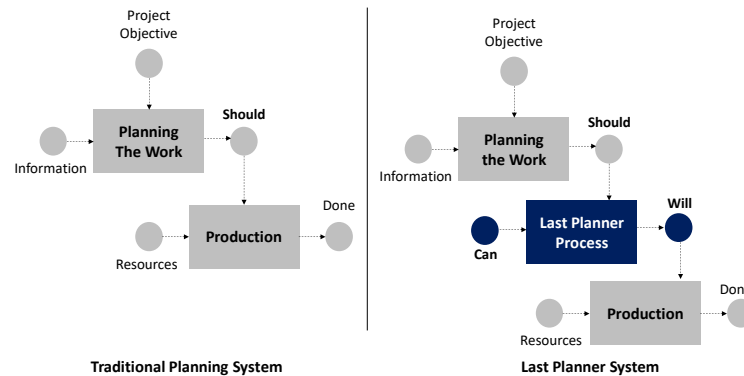 Project
Objective
Planning
The Work
Should
Information
Production
Done
Resources
Traditional Planning System
Project
Objective
Planning
the Work
Should
Information
Last Planner
Process
Will
Can
Production
Don
Resources
Last Planner System